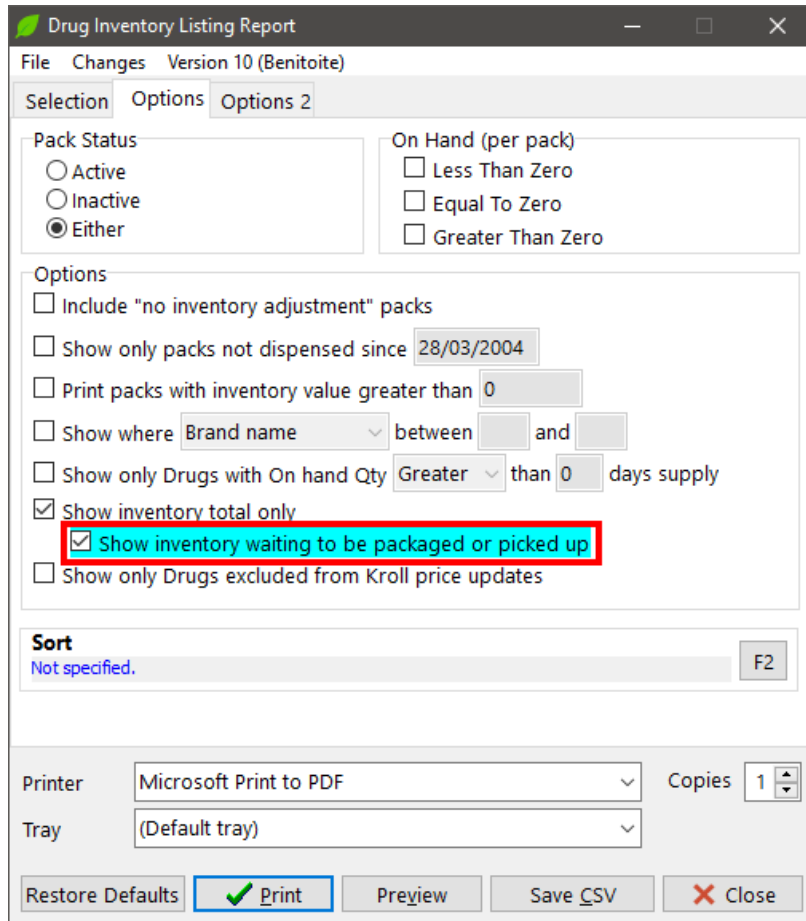 Drug Inventory Listing Report
File Changes Version 10 (Benitoite)
Selection Options Options 2
Pack Status
Active
Inactive
Either
On Hand (per pack)
Less Than Zero
Equal To Zero
Greater Than Zero
Options
Include "no inventory adjustment" packs
Show only packs not dispensed since 28/03/2004
Print packs with inventory value greater than 0
Show where Brand name between and
Show only Drugs with On hand Qty Greater than 0 days supply
Show inventory total only
Show inventory waiting to be packaged or picked up
Show only Drugs excluded from Kroll price updates
Sort
Not specified.
F2
Printer Microsoft Print to PDF Copies 1
Tray (Default tray)
Restore Defaults Print Preview Save CSV Close